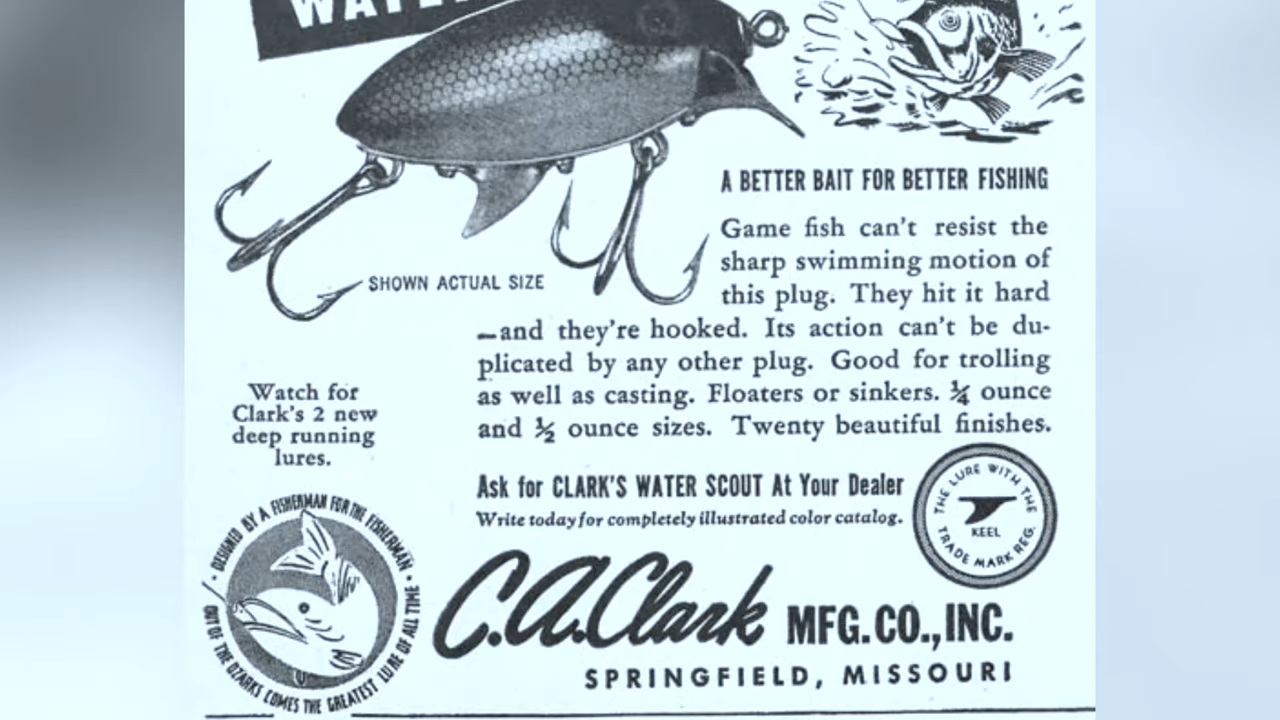 WATER
A BETTER BAIT FOR BETTER FISHING
Game fish can't resist the
sharp swimming motion of
this plug. They hit it hard
—and they're hooked. Its action can't be du-
plicated by any other plug. Good for trolling
as well as casting. Floaters or sinkers. ¼ ounce
and ½ ounce sizes. Twenty beautiful finishes.
SHOWN ACTUAL SIZE
Watch for
Clark's 2 new
deep running
lures.
Ask for CLARK'S WATER SCOUT At Your Dealer
Write today for completely illustrated color catalog.
THE LURE WITH THE
KEEL
TRADE MARK REG.
• DESIGNED BY A FISHERMAN FOR THE FISHERMAN •
OUT OF THE OZARKS COMES THE GREATEST LURE OF ALL TIME
C.A. Clark MFG. CO., INC.
SPRINGFIELD, MISSOURI